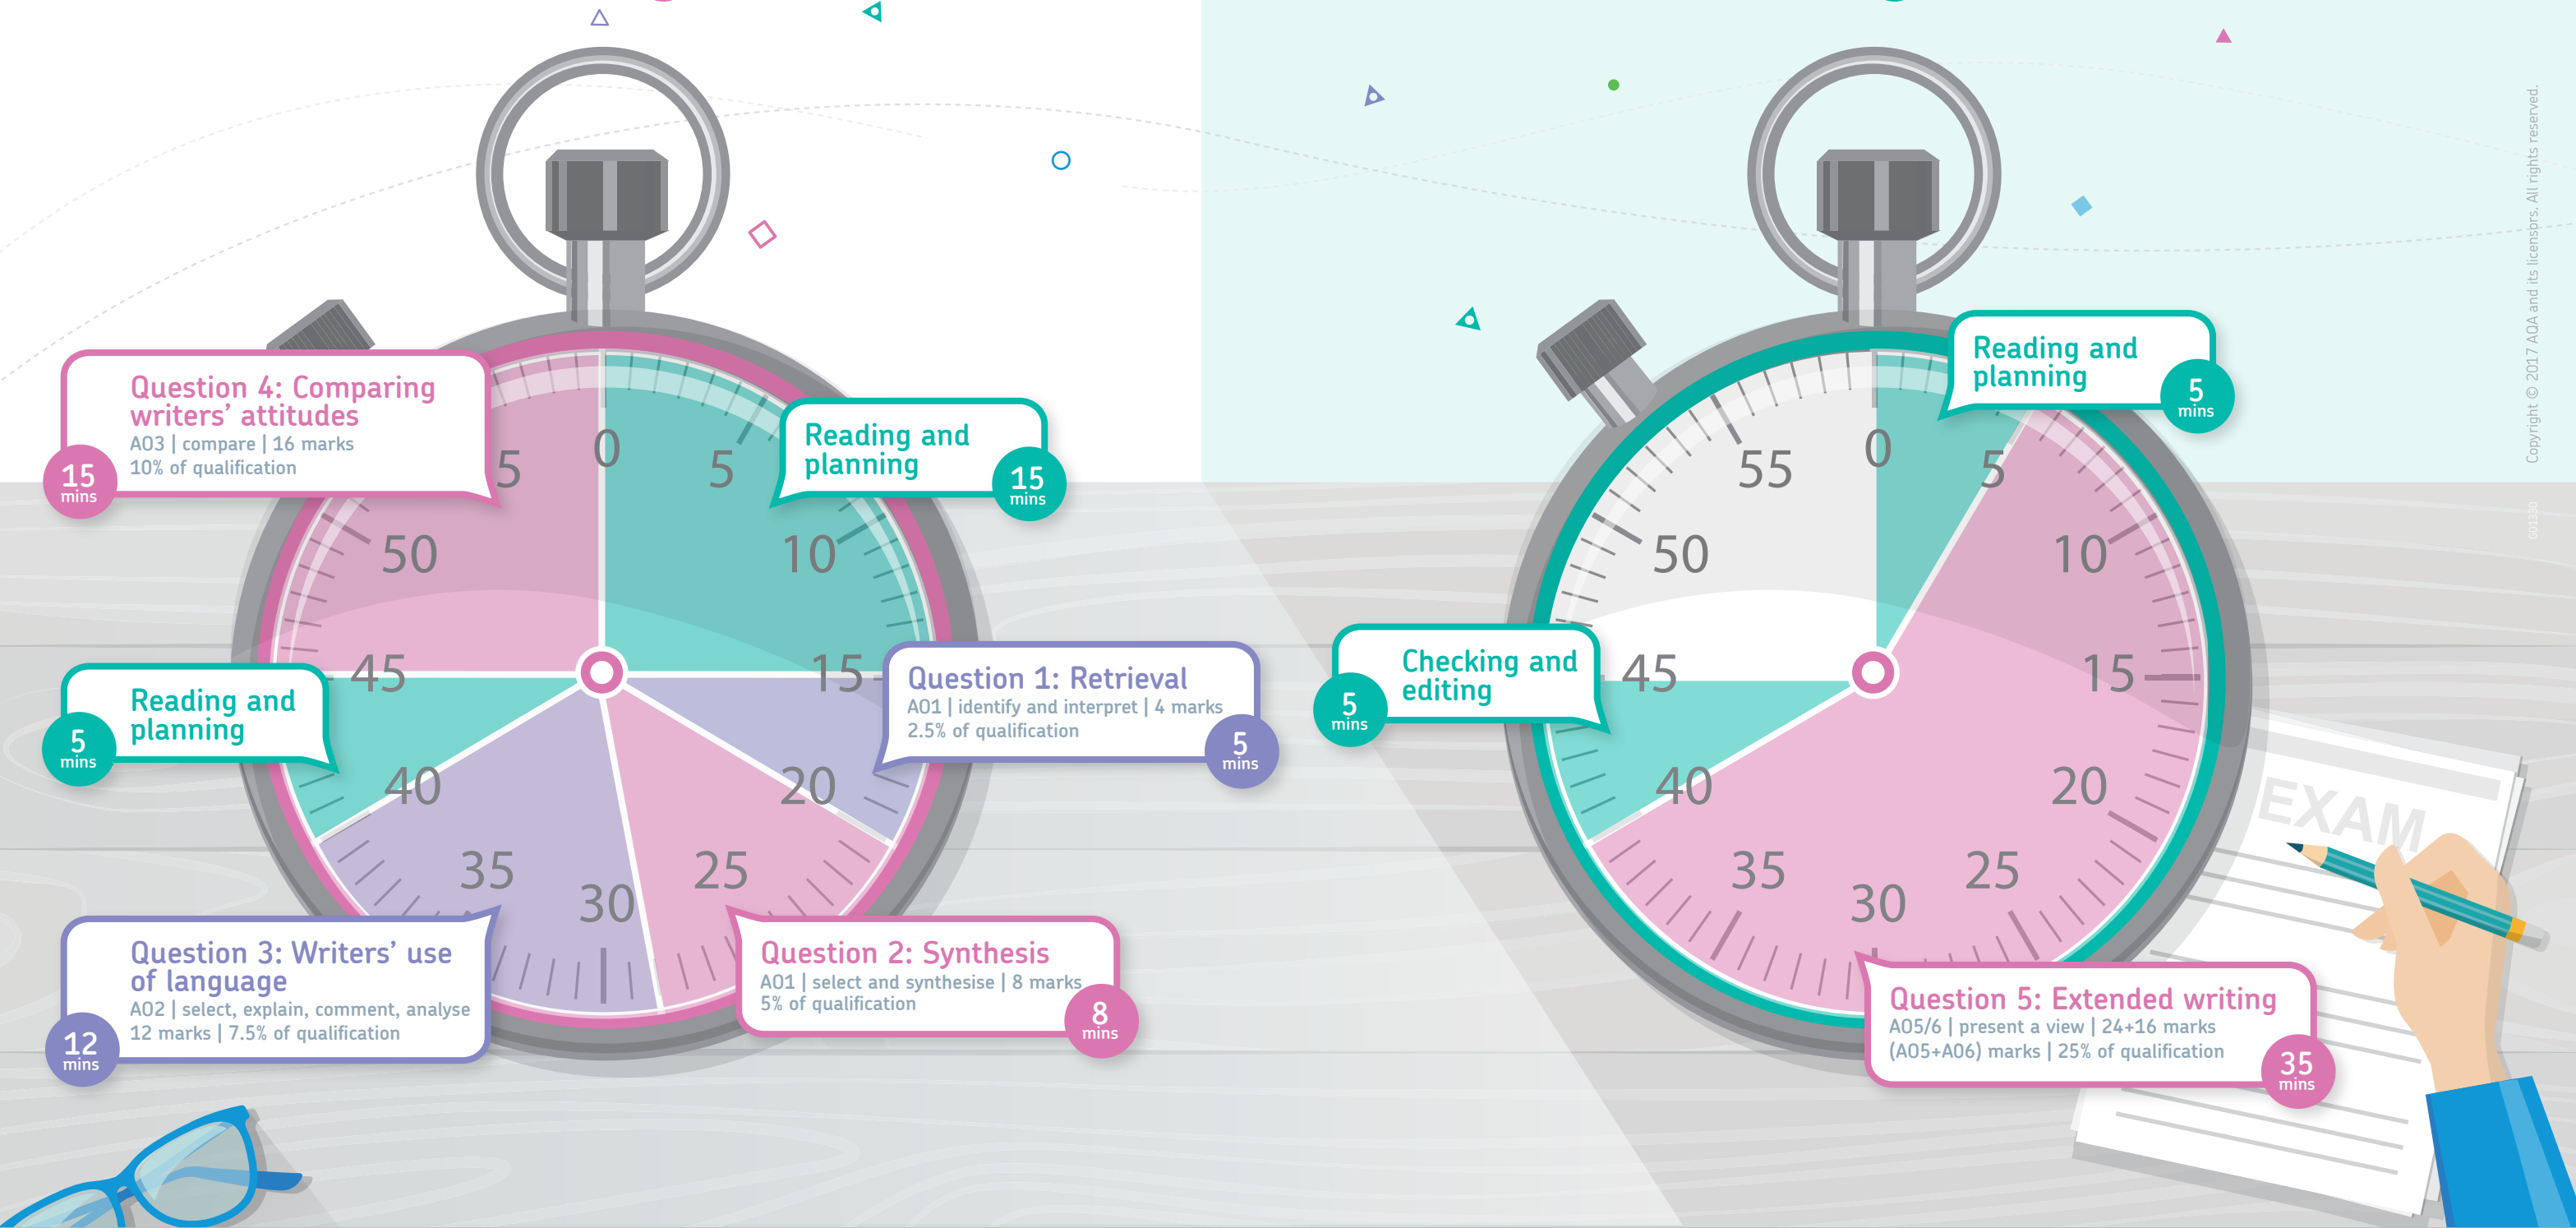 Question 4: Comparing
writers’ attitudes
AO3 | compare | 16 marks
10% of qualification
15
mins
Reading and
planning
15
mins
0
5
10
15
20
25
30
35
40
45
50
5
Reading and
planning
5
mins
Question 1: Retrieval
AO1 | identify and interpret | 4 marks
2.5% of qualification
5
mins
Question 3: Writers’ use
of language
AO2 | select, explain, comment, analyse
12 marks | 7.5% of qualification
12
mins
Question 2: Synthesis
AO1 | select and synthesise | 8 marks
5% of qualification
8
mins
Reading and
planning
5
mins
0
5
10
15
20
25
30
35
40
45
50
55
Checking and
editing
5
mins
EXAM
Question 5: Extended writing
AO5/6 | present a view | 24+16 marks
(AO5+AO6) marks | 25% of qualification
35
mins
Copyright © 2017 AQA and its licensors. All rights reserved.
G01330